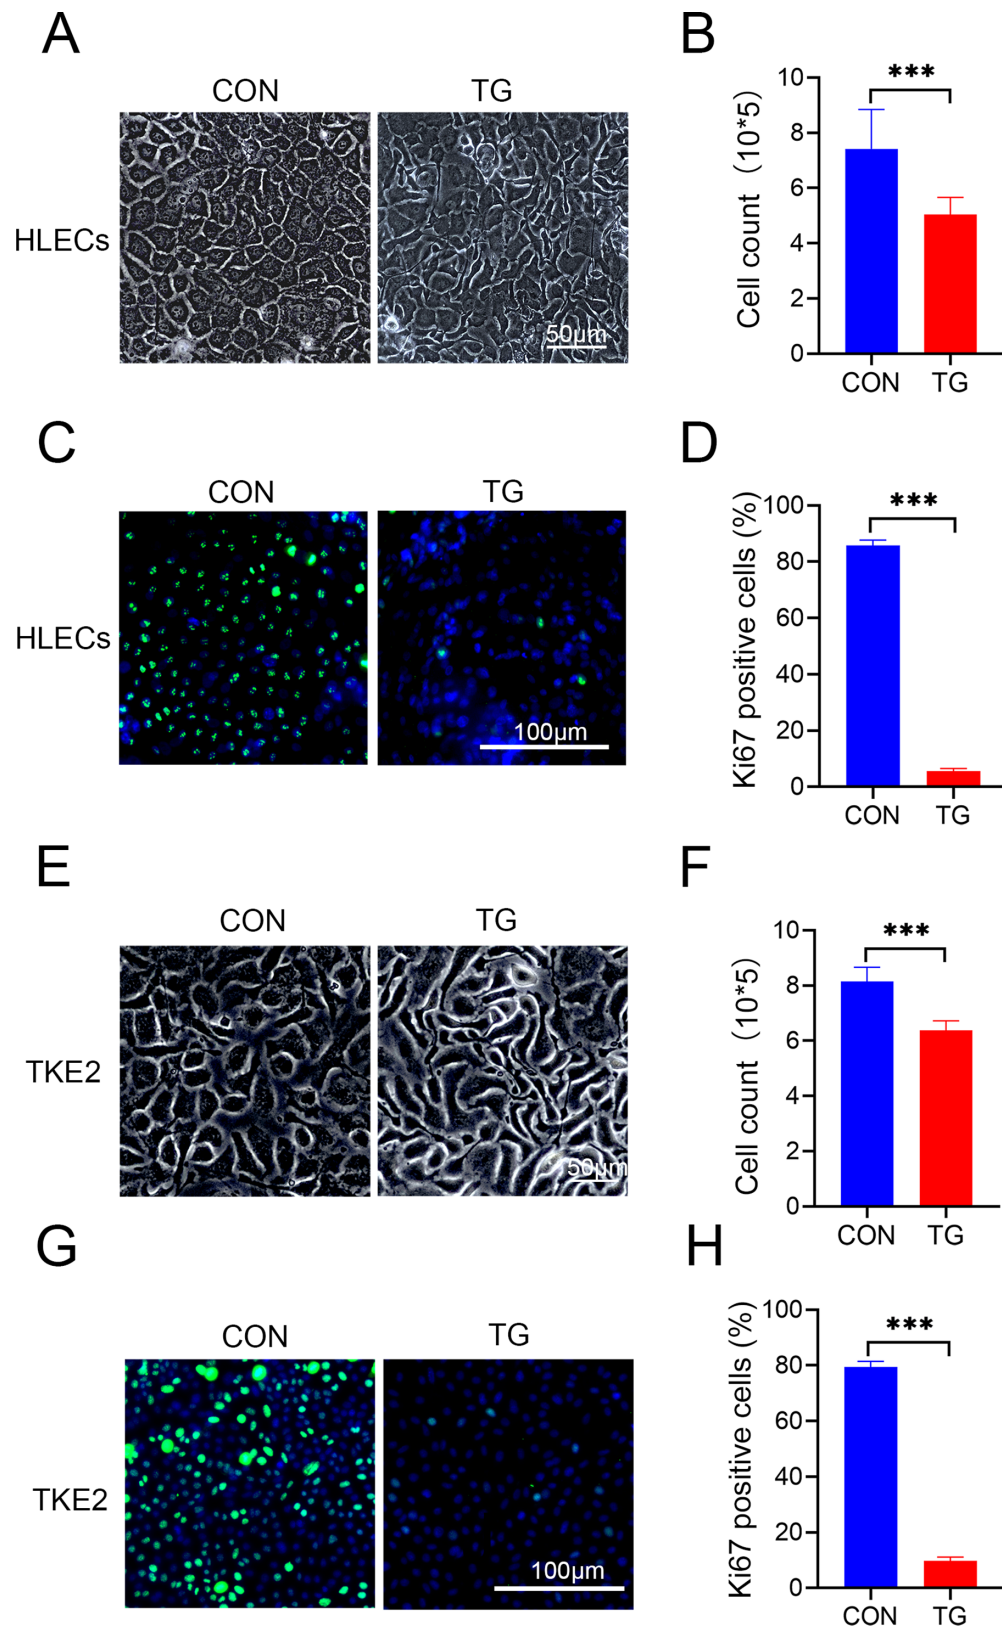 A
CON
TG
HLECs
50μm
B
Cell count（10*5）
10
8
6
4
2
0
***
CON
TG
C
CON
TG
HLECs
100μm
D
Ki67 positive cells (%)
100
80
60
40
20
0
***
CON
TG
E
CON
TG
TKE2
50μm
F
Cell count（10*5）
10
8
6
4
2
0
***
CON
TG
G
CON
TG
TKE2
100μm
H
Ki67 positive cells (%)
100
80
60
40
20
0
***
CON
TG